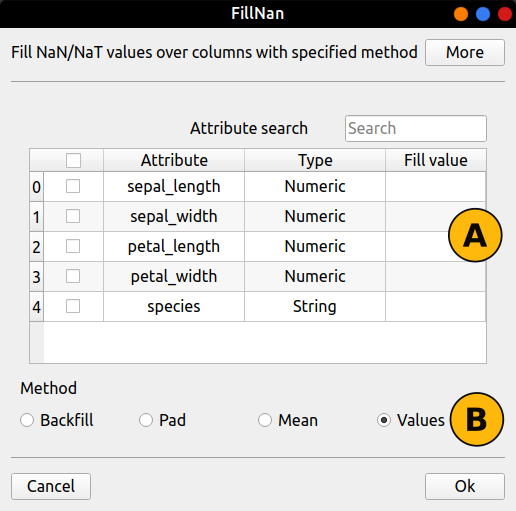 FillNan
Fill NaN/NaT values over columns with specified method More
Attribute search Search
Attribute Type Fill value
0 sepal_length Numeric
1 sepal_width Numeric
2 petal_length Numeric
3 petal_width Numeric
4 species String
A
Method
Backfill Pad Mean Values B
Cancel Ok